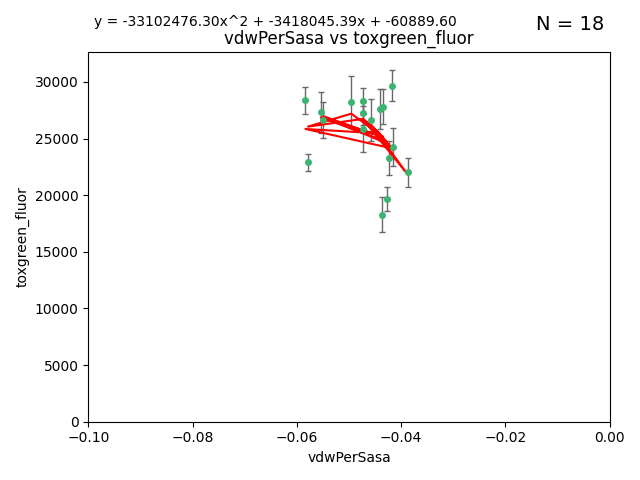 y = -33102476.30x^2 + -3418045.39x + -60889.60
N = 18
vdwPerSasa vs toxgreen_fluor
30000
25000
20000
15000
10000
5000
0
toxgreen_fluor
−0.10
−0.08
−0.06
−0.04
−0.02
0.00
vdwPerSasa